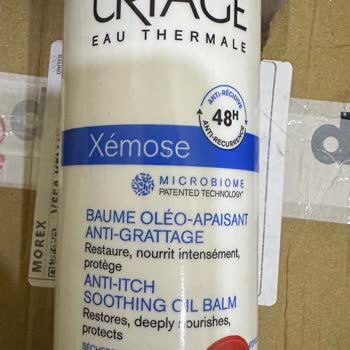 URIAGE
EAU THERMALE
ANTI-RÉCIDIVE
48H
ANTI-RECURRENCE
Xémose
MICROBIOME
PATENTED TECHNOLOGY
BAUME OLÉO-APAISANT
ANTI-GRATTAGE
Restaure, nourrit intensément,
protège
ANTI-ITCH
SOOTHING OIL BALM
Restores, deeply nourishes,
protects
MOREX